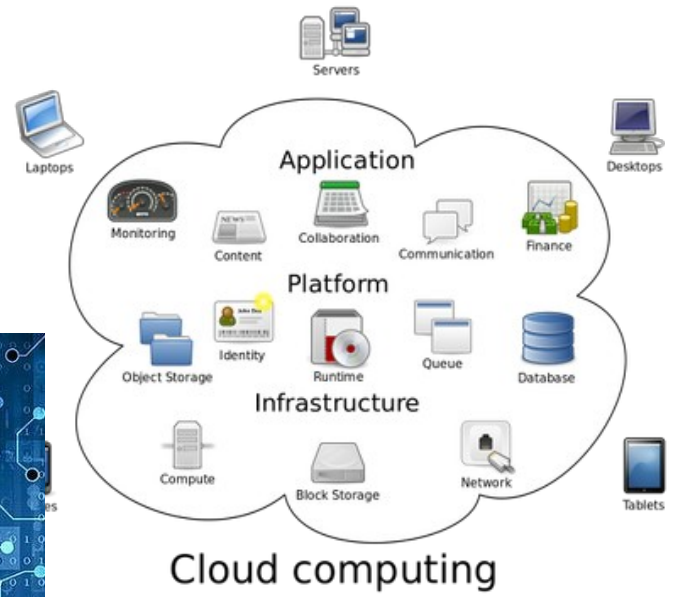 Servers
Laptops
Desktops
Application
Monitoring
NEWS
Content
Collaboration
Communication
Finance
Platform
Object Storage
Identity
Runtime
Queue
Database
Infrastructure
Compute
Block Storage
Network
Tablets
Cloud computing